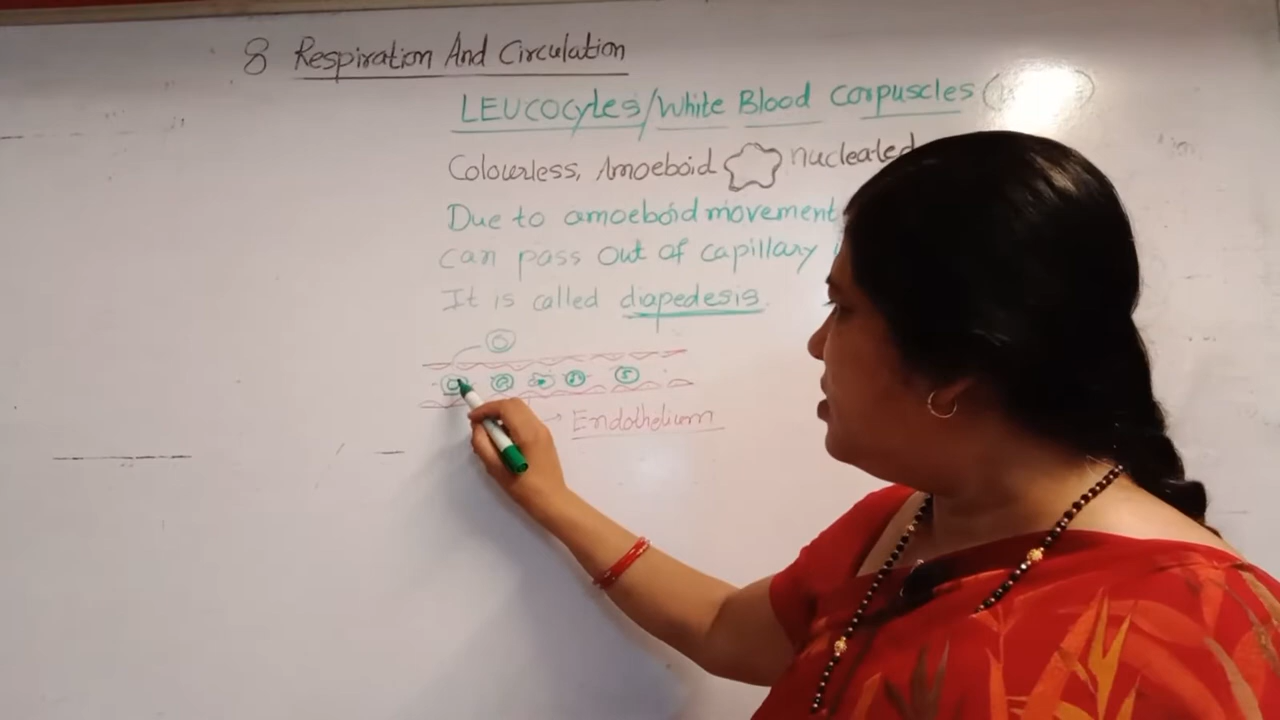 8 Respiration And Circulation
LEUCOCYTES/White Blood Corpuscles
Colourless, Amoeboid nucleated
Due to amoeboid movement
can pass out of capillary
It is called diapedesis.
Endothelium